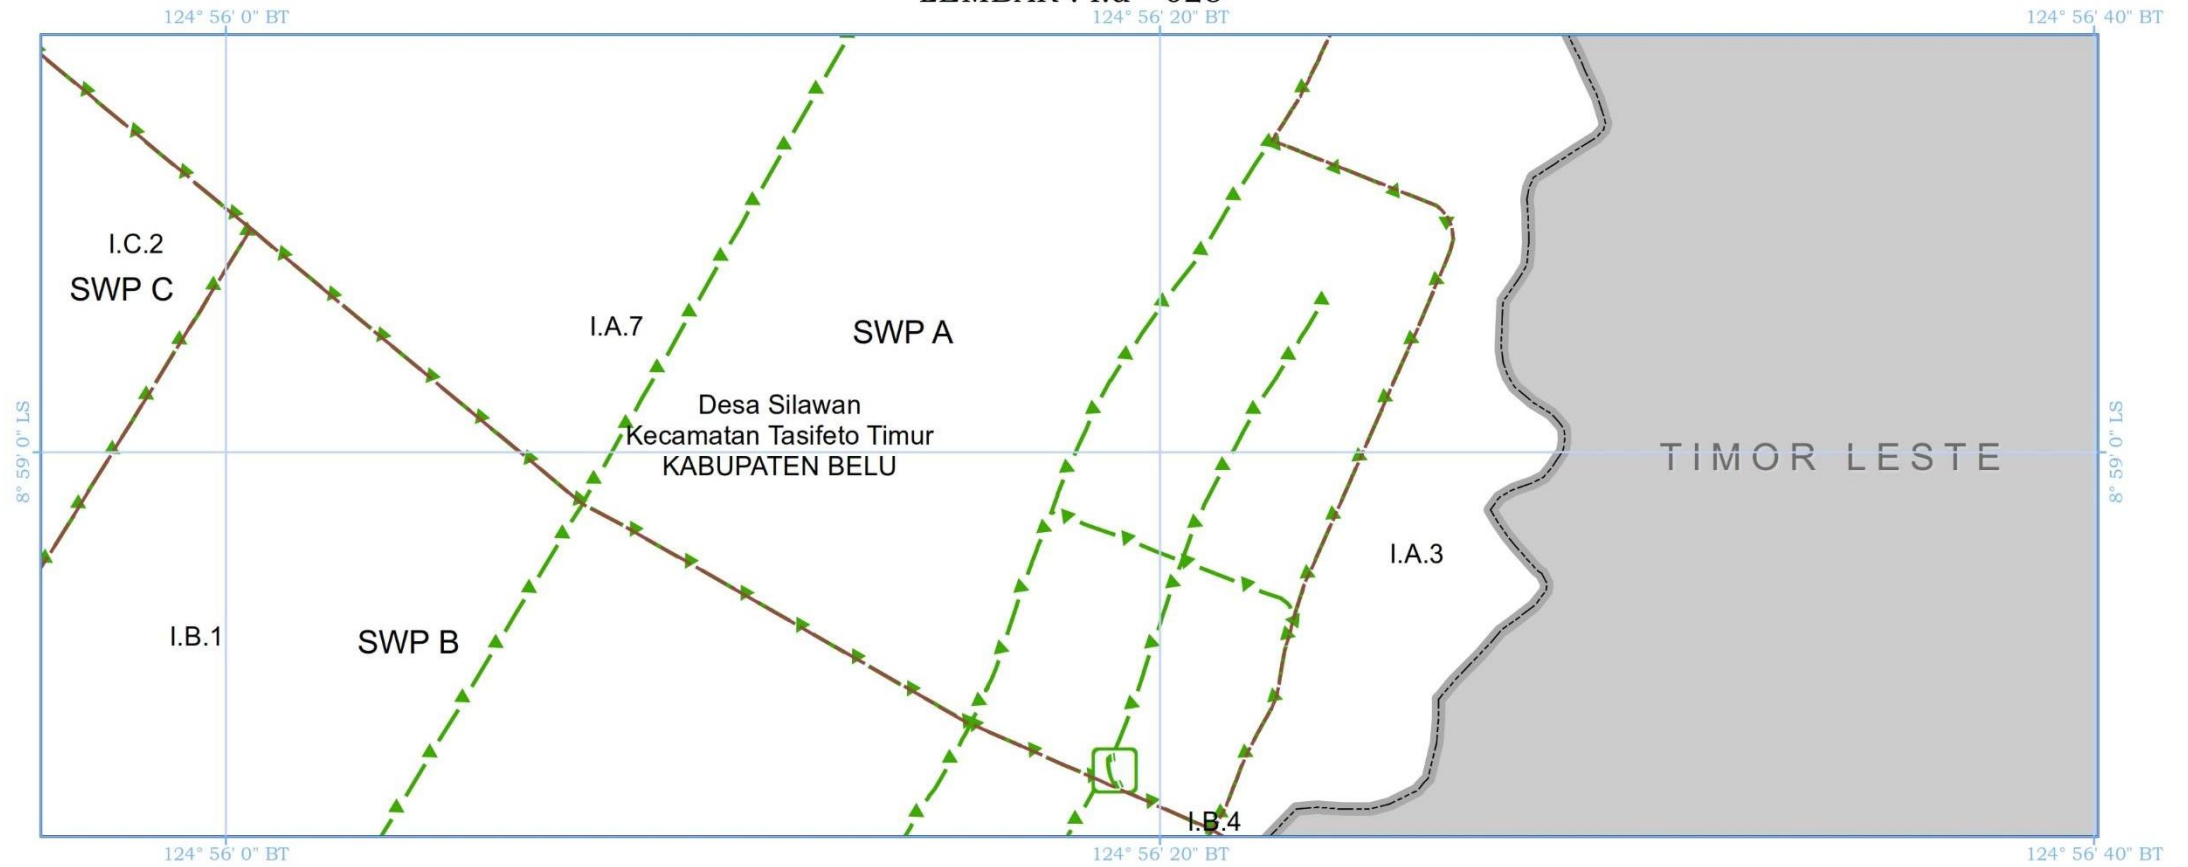 124° 56' 0" BT
124° 56' 20" BT
124° 56' 40" BT
I.C.2
SWP C
I.A.7
SWP A
Desa Silawan
Kecamatan Tasifeto Timur
KABUPATEN BELU
8° 59' 0" LS
TIMOR LESTE
8° 59' 0" LS
I.A.3
I.B.1
SWP B
I.B.4
124° 56' 0" BT
124° 56' 20" BT
124° 56' 40" BT